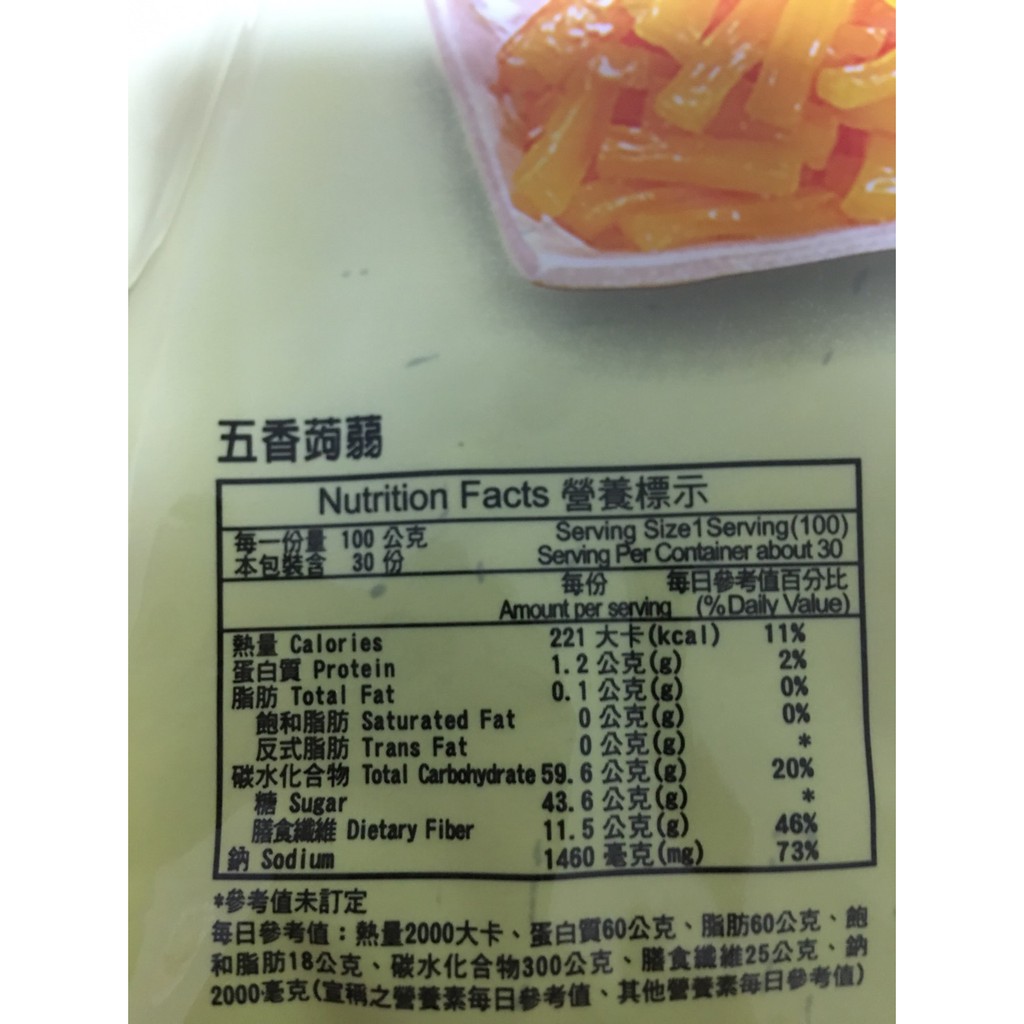 五香蒟蒻
Nutrition Facts 營養標示
每一份量 100 公克 Serving Size1Serving(100)
本包裝含 30 份 Serving Per Container about 30
每份 每日參考值百分比
Amount per serving (%Daily Value)
熱量 Calories 221 大卡(kcal) 11%
蛋白質 Protein 1.2 公克(g) 2%
脂肪 Total Fat 0.1 公克(g) 0%
飽和脂肪 Saturated Fat 0 公克(g) 0%
反式脂肪 Trans Fat 0 公克(g) *
碳水化合物 Total Carbohydrate 59.6 公克(g) 20%
糖 Sugar 43.6 公克(g) *
膳食纖維 Dietary Fiber 11.5 公克(g) 46%
鈉 Sodium 1460 毫克(mg) 73%
*參考值未訂定
每日參考值：熱量2000大卡、蛋白質60公克、脂肪60公克、飽
和脂肪18公克、碳水化合物300公克、膳食纖維25公克、鈉
2000毫克(宣稱之營養素每日參考值、其他營養素每日參考值)